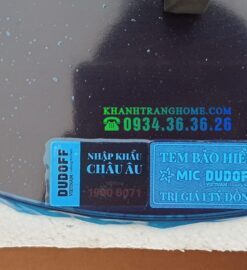 KHANHTRANGHOME.COM
☎0934.36.36.26
DUDOFF
NHẬP KHẨU
CHÂU ÂU
1900 6071
TEM BẢO HIỂ
MIC DUDOF
VIETNAM
TRỊ GIÁ 1 TỶ ĐỒN